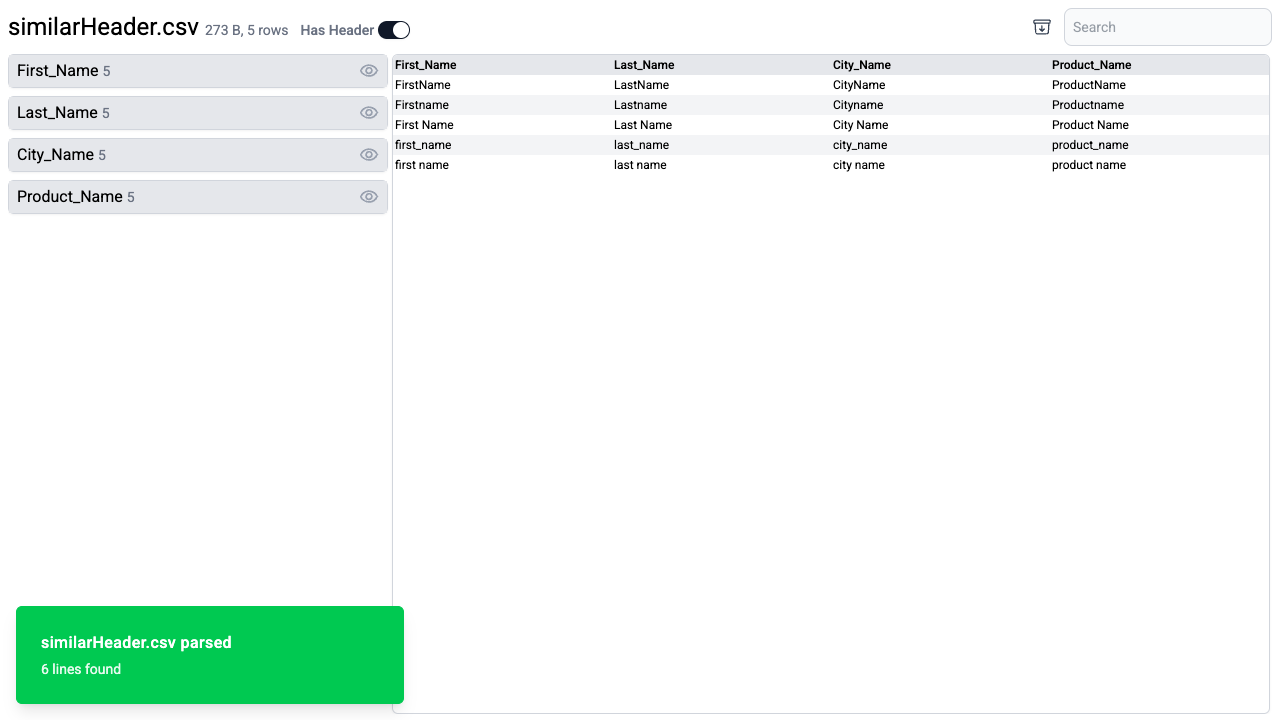 similarHeader.csv 273 B, 5 rows Has Header Search
First_Name 5
Last_Name 5
City_Name 5
Product_Name 5
First_Name Last_Name City_Name Product_Name
FirstName LastName CityName ProductName
Firstname Lastname Cityname Productname
First Name Last Name City Name Product Name
first_name last_name city_name product_name
first name last name city name product name
similarHeader.csv parsed
6 lines found